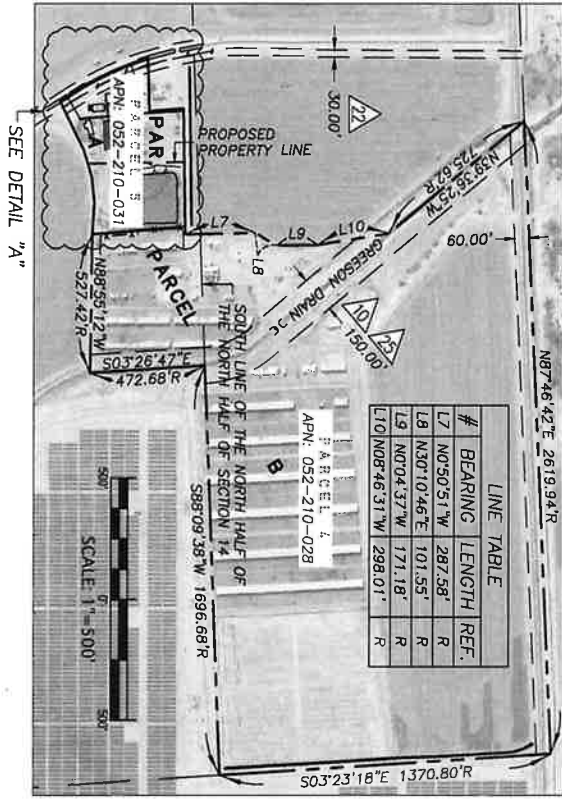 22
30.00'
PROPOSED
PROPERTY LINE
PAR
A
PARCEL 5
APN: 052-210-031
SEE DETAIL "A"
N39°36'25"W
725.62'R
GREESON DRAIN
60.00'
N87°46'42"E 2619.94'R
L7
L8
L9
L10
10
25
150.00'
LINE TABLE
# BEARING LENGTH REF.
L7 N0°50'51"W 287.58' R
L8 N30°10'46"E 101.55' R
L9 N0°04'37"W 171.18' R
L10 N08°46'31"W 298.01' R
PARCEL
B
PARCEL 4
APN: 052-210-028
SOUTH LINE OF THE NORTH HALF OF
THE NORTH HALF OF SECTION 14
N88°55'12"W
527.42'R
S03°26'47"E
472.68'R
S88°09'38"W 1696.68'R
S03°23'18"E 1370.80'R
500' 0 500'
SCALE: 1"=500'